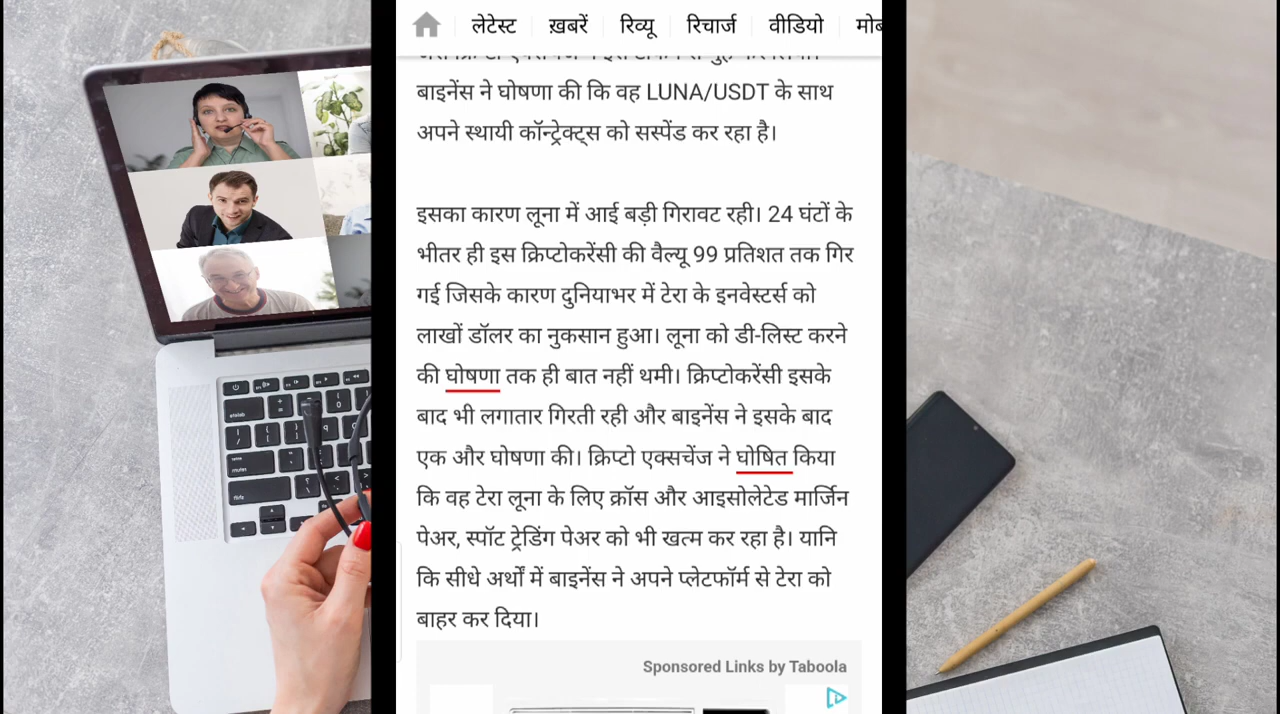 लेटेस्ट ख़बरें रिव्यू रिचार्ज वीडियो
बाइनेंस ने घोषणा की कि वह LUNA/USDT के साथ
अपने स्थायी कॉन्ट्रेक्ट्स को सस्पेंड कर रहा है।
इसका कारण लूना में आई बड़ी गिरावट रही। 24 घंटों के
भीतर ही इस क्रिप्टोकरेंसी की वैल्यू 99 प्रतिशत तक गिर
गई जिसके कारण दुनियाभर में टेरा के इनवेस्टर्स को
लाखों डॉलर का नुकसान हुआ। लूना को डी-लिस्ट करने
की घोषणा तक ही बात नहीं थमी। क्रिप्टोकरेंसी इसके
बाद भी लगातार गिरती रही और बाइनेंस ने इसके बाद
एक और घोषणा की। क्रिप्टो एक्सचेंज ने घोषित किया
कि वह टेरा लूना के लिए क्रॉस और आइसोलेटेड मार्जिन
पेअर, स्पॉट ट्रेडिंग पेअर को भी खत्म कर रहा है। यानि
कि सीधे अर्थों में बाइनेंस ने अपने प्लेटफॉर्म से टेरा को
बाहर कर दिया।
Sponsored Links by Taboola